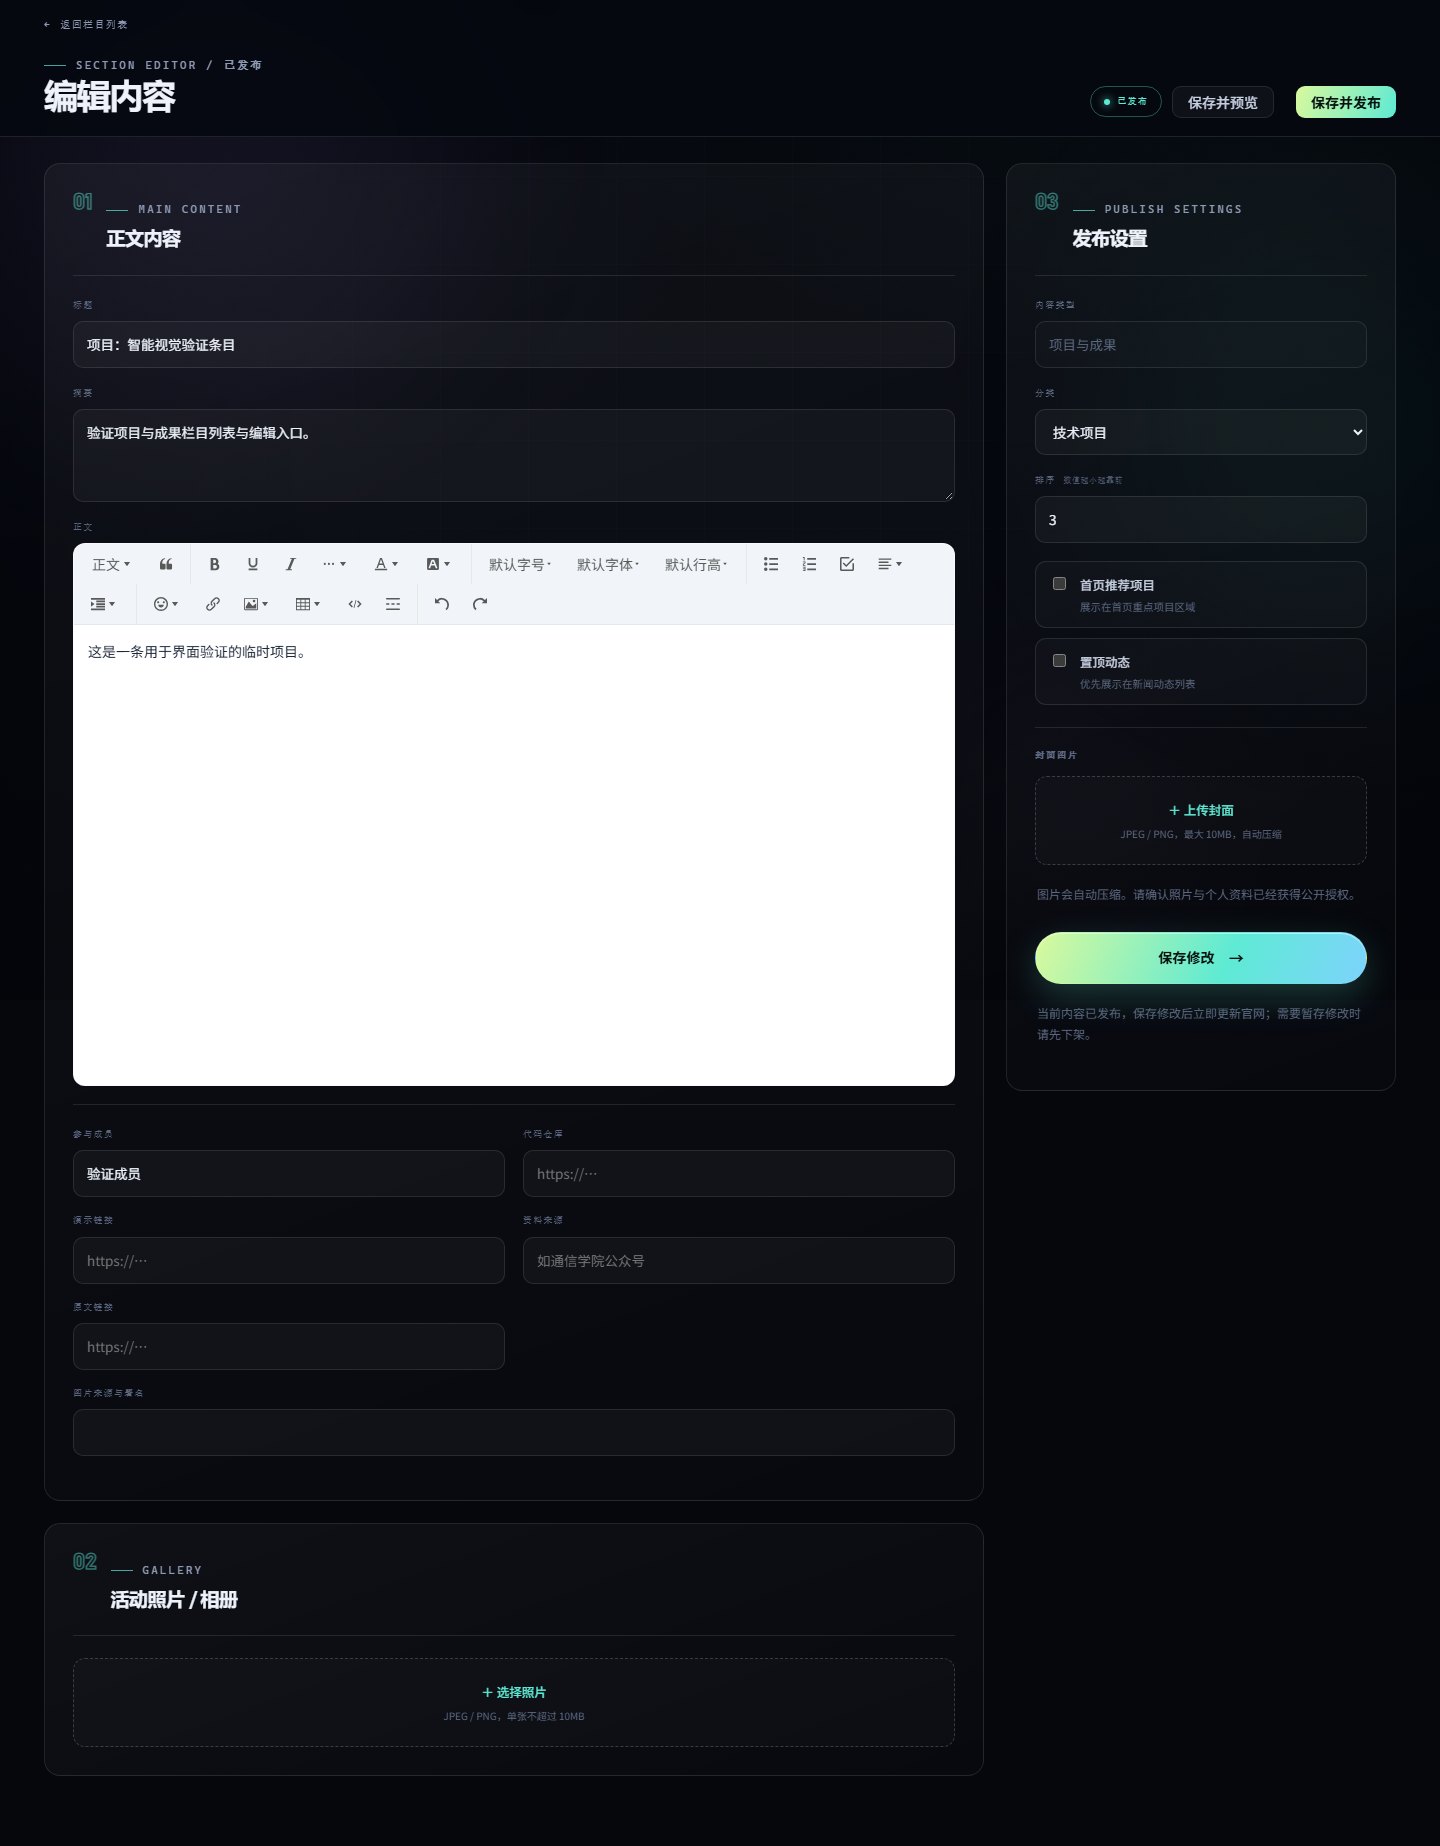 ← 返回栏目列表
SECTION EDITOR / 已发布
编辑内容
已发布
保存并预览
保存并发布
01
MAIN CONTENT
正文内容
标题
项目：智能视觉验证条目
摘要
验证项目与成果栏目列表与编辑入口。
正文
正文
B U I ··· A A 默认字号 默认字体 默认行高
这是一条用于界面验证的临时项目。
参与成员
代码仓库
验证成员
https://···
演示链接
资料来源
https://···
如通信学院公众号
原文链接
https://···
图片来源与署名
02
GALLERY
活动照片 / 相册
＋ 选择照片
JPEG / PNG，单张不超过 10MB
03
PUBLISH SETTINGS
发布设置
内容类型
项目与成果
分类
技术项目
排序 数值越小越靠前
3
首页推荐项目
展示在首页重点项目区域
置顶动态
优先展示在新闻动态列表
封面图片
＋ 上传封面
JPEG / PNG，最大 10MB，自动压缩
图片会自动压缩。请确认照片与个人资料已经获得公开授权。
保存修改 →
当前内容已发布，保存修改后立即更新官网；需要暂存修改时
请先下架。